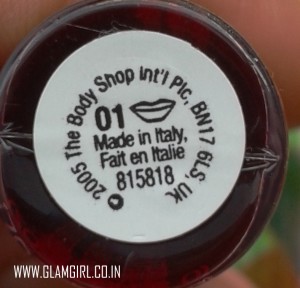 ©2005 The Body Shop Int'l Plc, BN17 6LS, UK
01
Made in Italy,
Fait en Italie
815818
WWW.GLAMGIRL.CO.IN